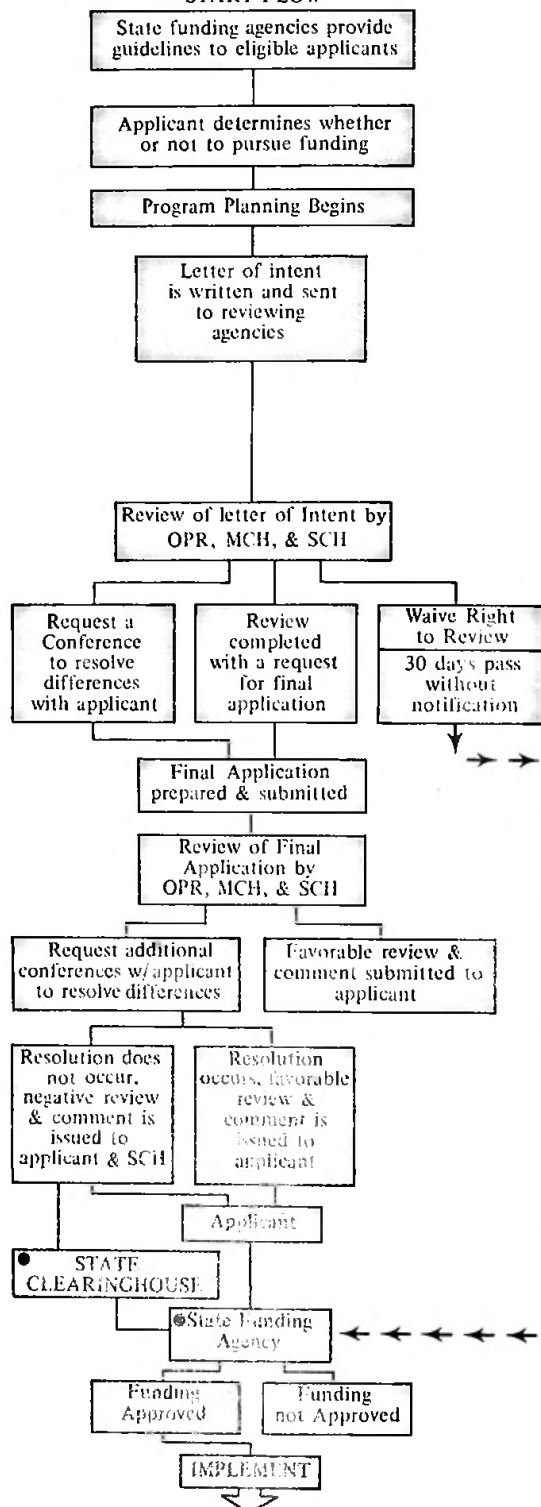 START FLOW
State funding agencies provide
guidelines to eligible applicants
Applicant determines whether
or not to pursue funding
Program Planning Begins
Letter of intent
is written and sent
to reviewing
agencies
Review of letter of Intent by
OPR, MCH, & SCH
Request a
Conference
to resolve
differences
with applicant
Review
completed
with a request
for final
application
Waive Right
to Review
30 days pass
without
notification
Final Application
prepared & submitted
Review of Final
Application by
OPR, MCH, & SCH
Request additional
conferences w/applicant
to resolve differences
Favorable review &
comment submitted to
applicant
Resolution does
not occur,
negative review
& comment is
issued to
applicant & SCH
Resolution
occurs, favorable
review &
comment is
issued to
applicant
Applicant
STATE
CLEARINGHOUSE
State Funding
Agency
Funding
Approved
Funding
not Approved
IMPLEMENT